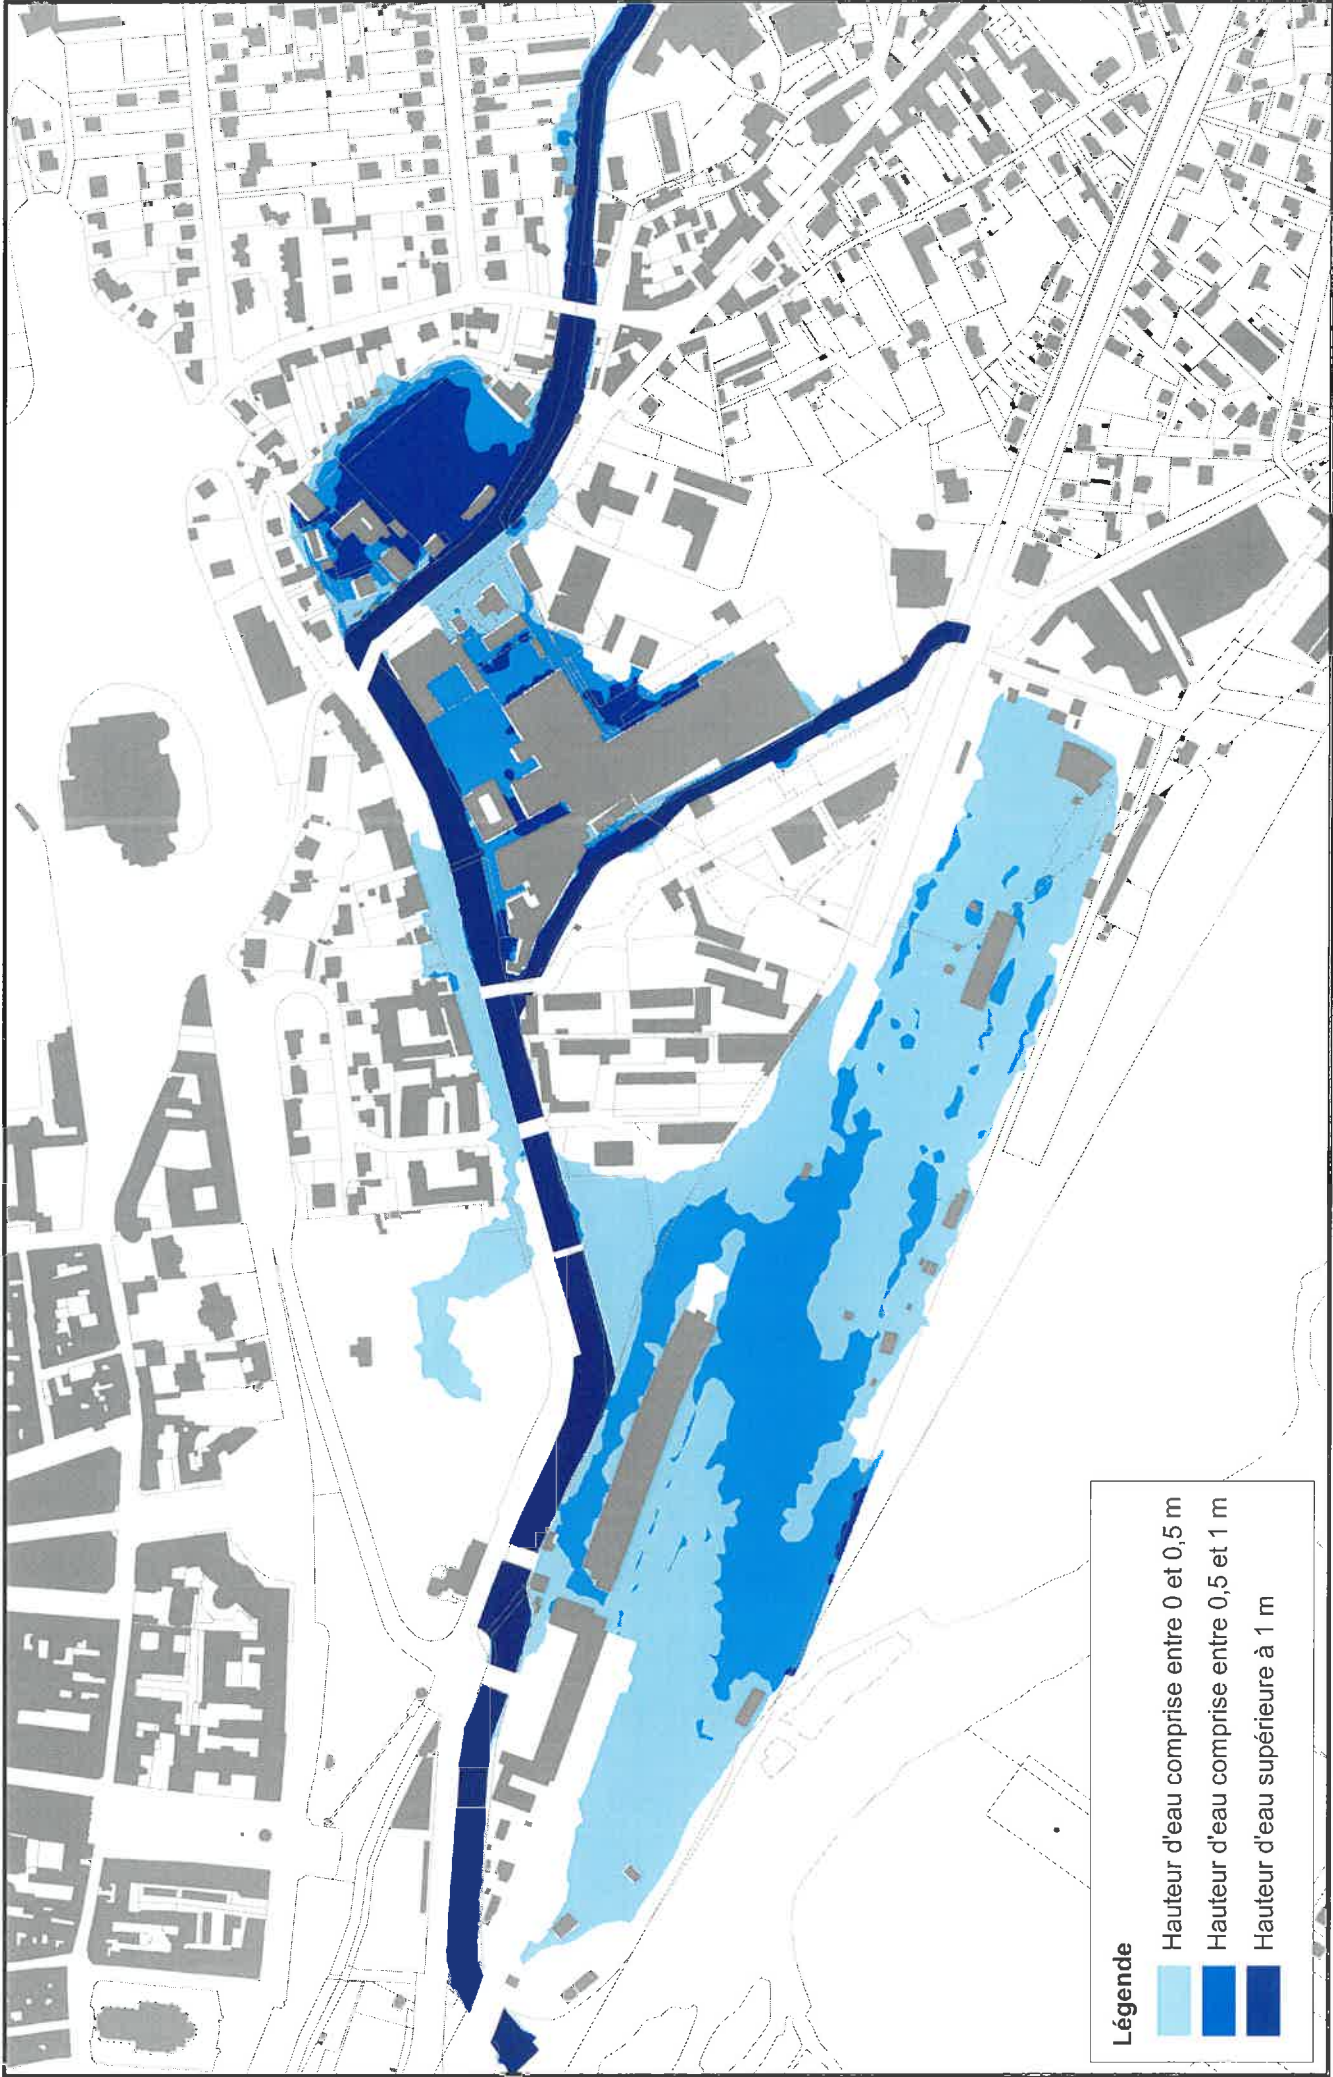 Légende
Hauteur d'eau comprise entre 0 et 0,5 m
Hauteur d'eau comprise entre 0,5 et 1 m
Hauteur d'eau supérieure à 1 m